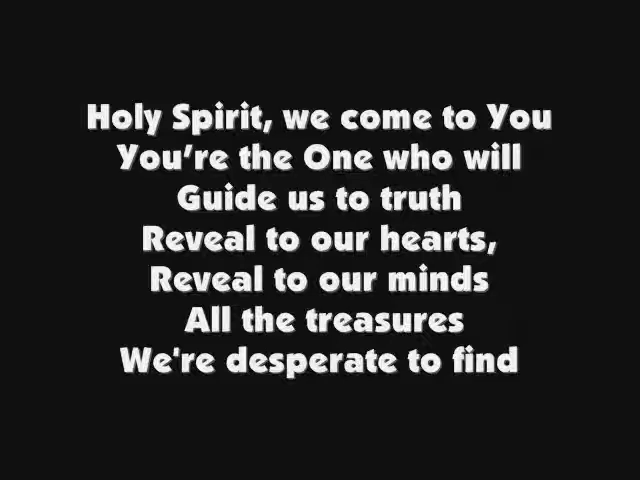 Holy Spirit, we come to You
You’re the One who will
Guide us to truth
Reveal to our hearts,
Reveal to our minds
All the treasures
We're desperate to find